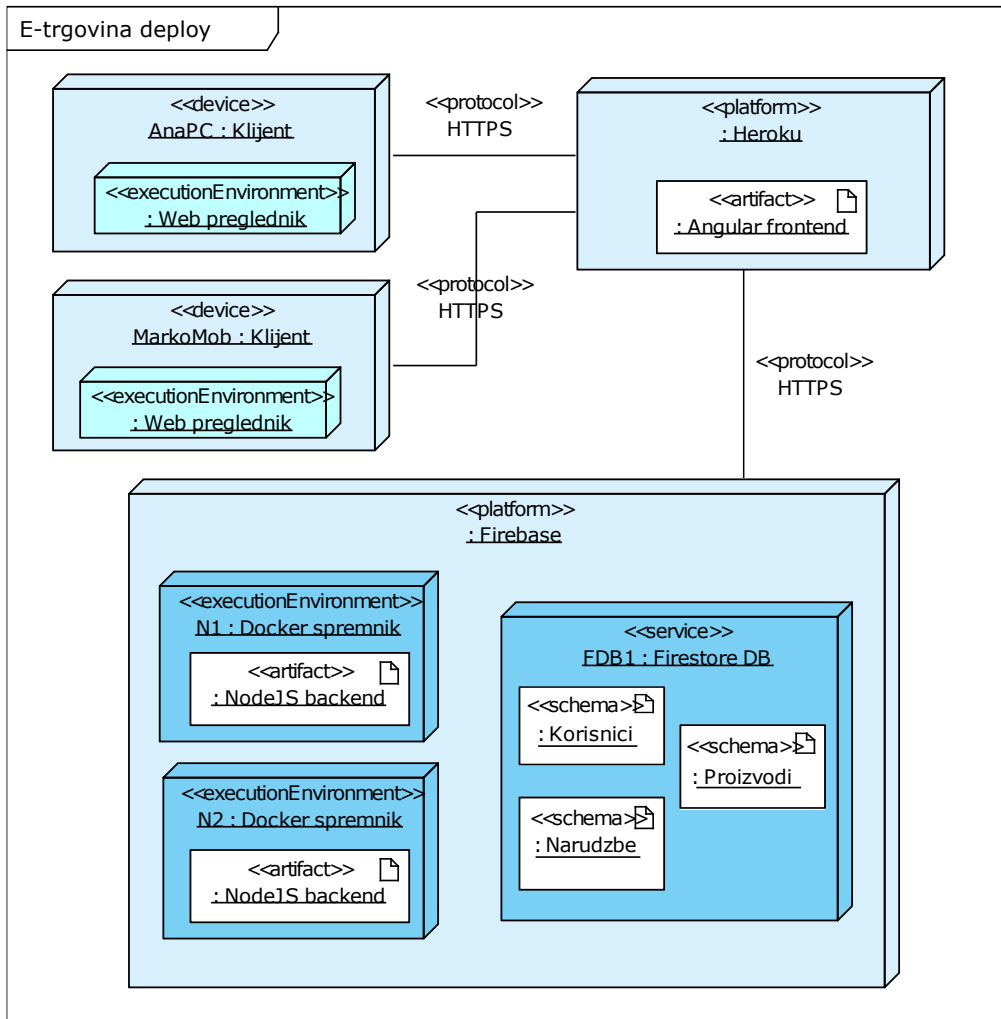 E-trgovina deploy
<<device>>
AnaPC : Klijent
<<executionEnvironment>>
: Web preglednik
<<protocol>>
HTTPS
<<platform>>
: Heroku
<<artifact>>
: Angular frontend
<<device>>
MarkoMob : Klijent
<<executionEnvironment>>
: Web preglednik
<<protocol>>
HTTPS
<<protocol>>
HTTPS
<<platform>>
: Firebase
<<executionEnvironment>>
N1 : Docker spremnik
<<artifact>>
: NodeJS backend
<<executionEnvironment>>
N2 : Docker spremnik
<<artifact>>
: NodeJS backend
<<service>>
FDB1 : Firestore DB
<<schema>>
: Korisnici
<<schema>>
: Proizvodi
<<schema>>
: Narudzbe